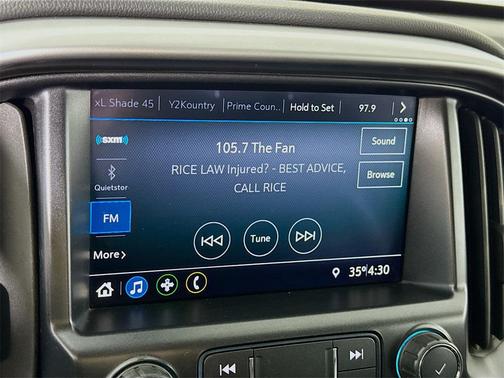 xL Shade 45 Y2Kountry Prime Coun.. Hold to Set 97.9
((SXM))
105.7 The Fan
Sound
RICE LAW Injured? - BEST ADVICE,
CALL RICE
Browse
Quietstor
FM
Tune
More
35° 4:30